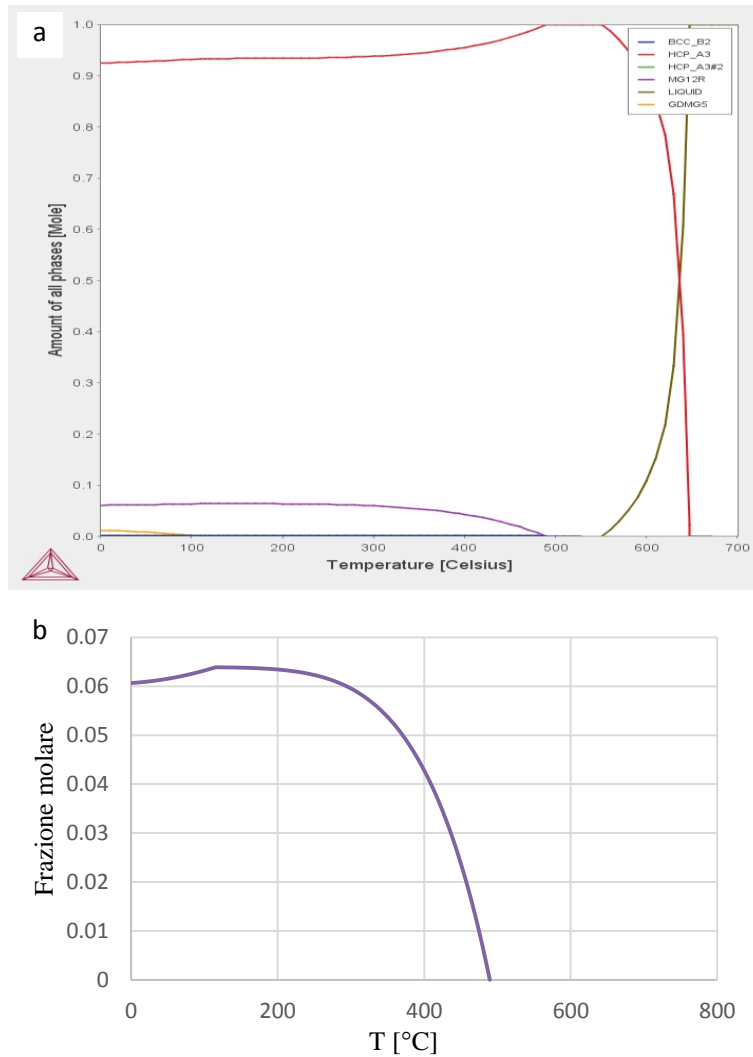 a
1.0
0.9
0.8
0.7
0.6
0.5
0.4
0.3
0.2
0.1
0.0
Amount of all phases [Mole]
BCC_B2
HCP_A3
HCP_A3#2
MG12R
LIQUID
GDMG5
0 100 200 300 400 500 600 700
Temperature [Celsius]
b
0.07
0.06
0.05
0.04
0.03
0.02
0.01
0
Frazione molare
0 200 400 600 800
T [°C]